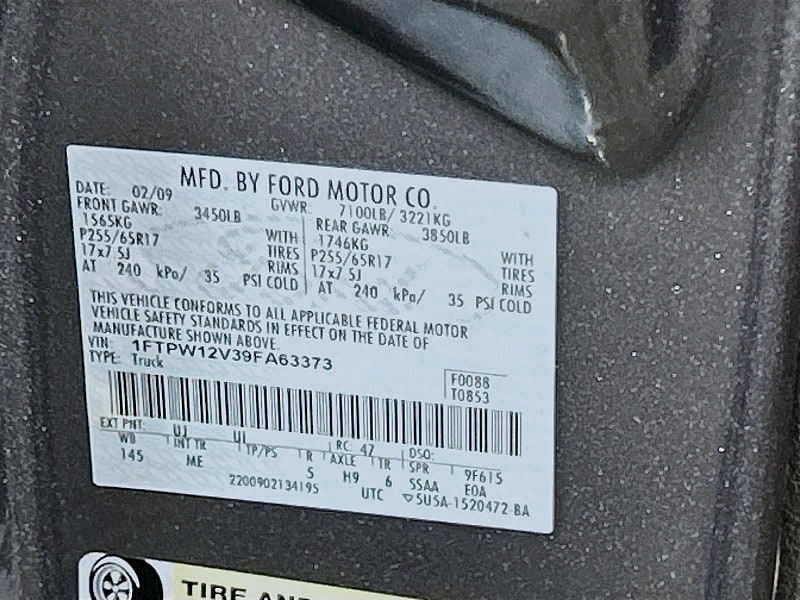 MFD. BY FORD MOTOR CO.
DATE: 02/09 GVWR: 7100LB/ 3221KG
FRONT GAWR: 3450LB REAR GAWR: 3850LB
1565KG WITH 1746KG WITH
P255/65R17 TIRES P255/65R17 TIRES
17x7.5J RIMS 17x7.5J RIMS
AT 240 kPa/ 35 PSI COLD AT 240 kPa/ 35 PSI COLD
THIS VEHICLE CONFORMS TO ALL APPLICABLE FEDERAL MOTOR
VEHICLE SAFETY STANDARDS IN EFFECT ON THE DATE OF
MANUFACTURE SHOWN ABOVE.
VIN: 1FTPW12V39FA63373
TYPE: Truck
F0088
T0853
EXT PNT: UJ UI RC: 47 DSO:
WB INT TR TP/PS R AXLE TR SPR 9F615
145 ME 5 H9 6 SSAA EOA
2200902134195 UTC ▽5U5A-1520472-BA
TIRE AND